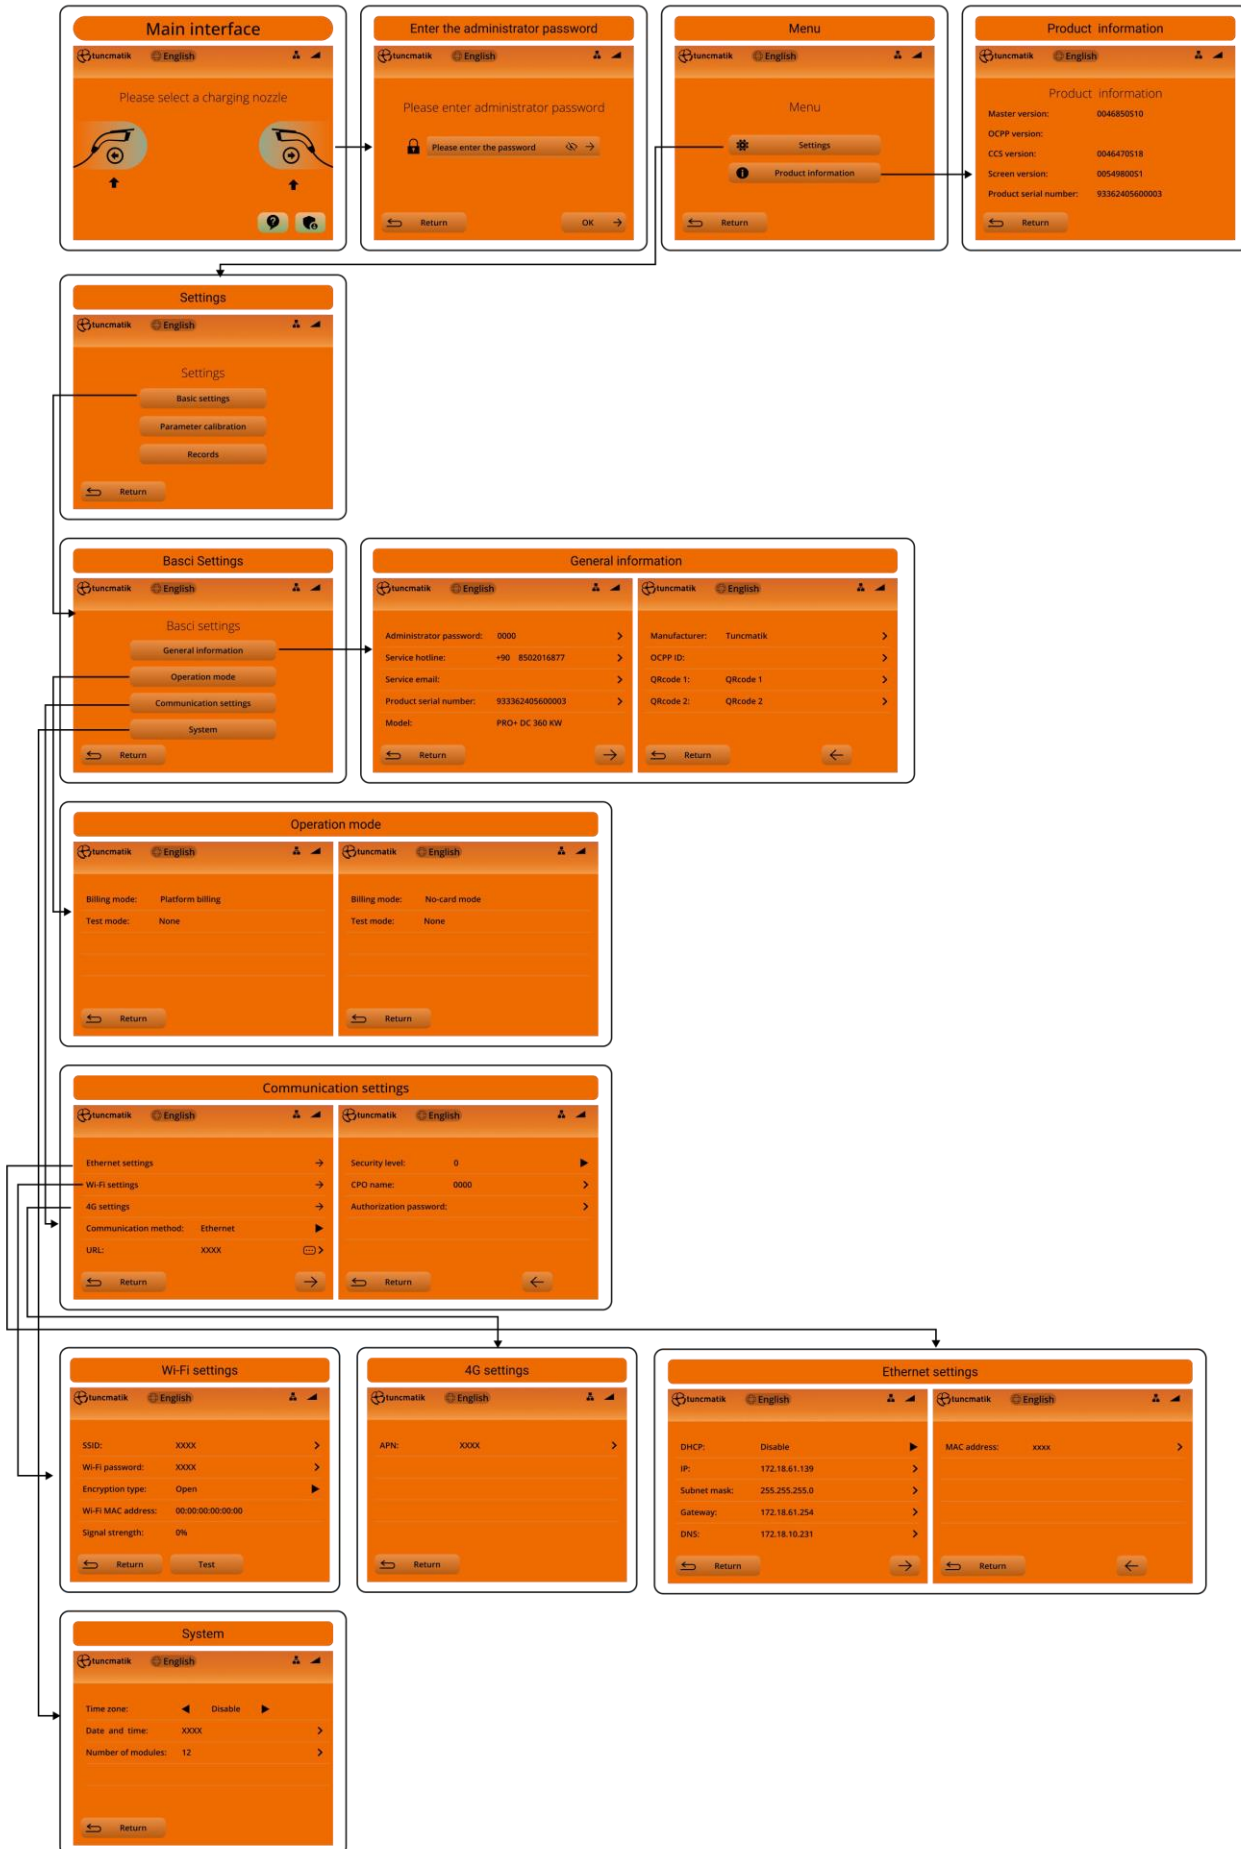 Main interface
tuncmatik English
Please select a charging nozzle
Enter the administrator password
tuncmatik English
Please enter administrator password
Please enter the password
Return OK
Menu
tuncmatik English
Menu
Settings
Product information
Return
Product information
tuncmatik English
Product information
Master version: 0046850S10
OCPP version:
CCS version: 0046470S18
Screen version: 00549800S1
Product serial number: 93362405600003
Return
Settings
tuncmatik English
Settings
Basic settings
Parameter calibration
Records
Return
Basci Settings
tuncmatik English
Basci settings
General information
Operation mode
Communication settings
System
Return
General information
tuncmatik English
Administrator password: 0000
Service hotline: +90 8502016877
Service email:
Product serial number: 933362405600003
Model: PRO+ DC 360 KW
Return
tuncmatik English
Manufacturer: Tuncmatik
OCPP ID:
QRcode 1: QRcode 1
QRcode 2: QRcode 2
Return
Operation mode
tuncmatik English
Billing mode: Platform billing
Test mode: None
Return
tuncmatik English
Billing mode: No-card mode
Test mode: None
Return
Communication settings
tuncmatik English
Ethernet settings
Wi-Fi settings
4G settings
Communication method: Ethernet
URL: XXXX
Return
tuncmatik English
Security level: 0
CPO name: 0000
Authorization password:
Return
Wi-Fi settings
tuncmatik English
SSID: XXXX
Wi-Fi password: XXXX
Encryption type: Open
Wi-Fi MAC address: 00:00:00:00:00:00
Signal strength: 0%
Return Test
4G settings
tuncmatik English
APN: XXXX
Return
Ethernet settings
tuncmatik English
DHCP: Disable
IP: 172.18.61.139
Subnet mask: 255.255.255.0
Gateway: 172.18.61.254
DNS: 172.18.10.231
Return
tuncmatik English
MAC address: xxxx
Return
System
tuncmatik English
Time zone: Disable
Date and time: XXXX
Number of modules: 12
Return